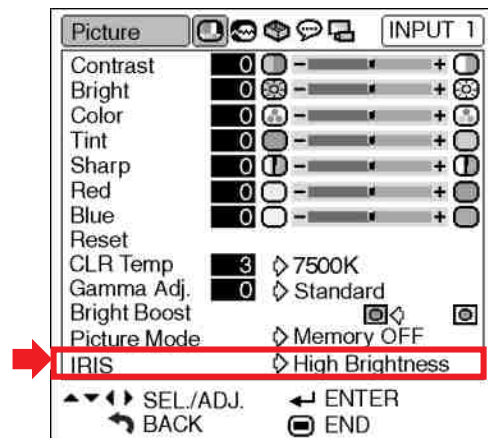 Picture INPUT 1
Contrast 0 - +
Bright 0 - +
Color 0 - +
Tint 0 - +
Sharp 0 - +
Red 0 - +
Blue 0 - +
Reset
CLR Temp 3 7500K
Gamma Adj. 0 Standard
Bright Boost
Picture Mode Memory OFF
IRIS High Brightness
SEL./ADJ. ENTER
BACK END